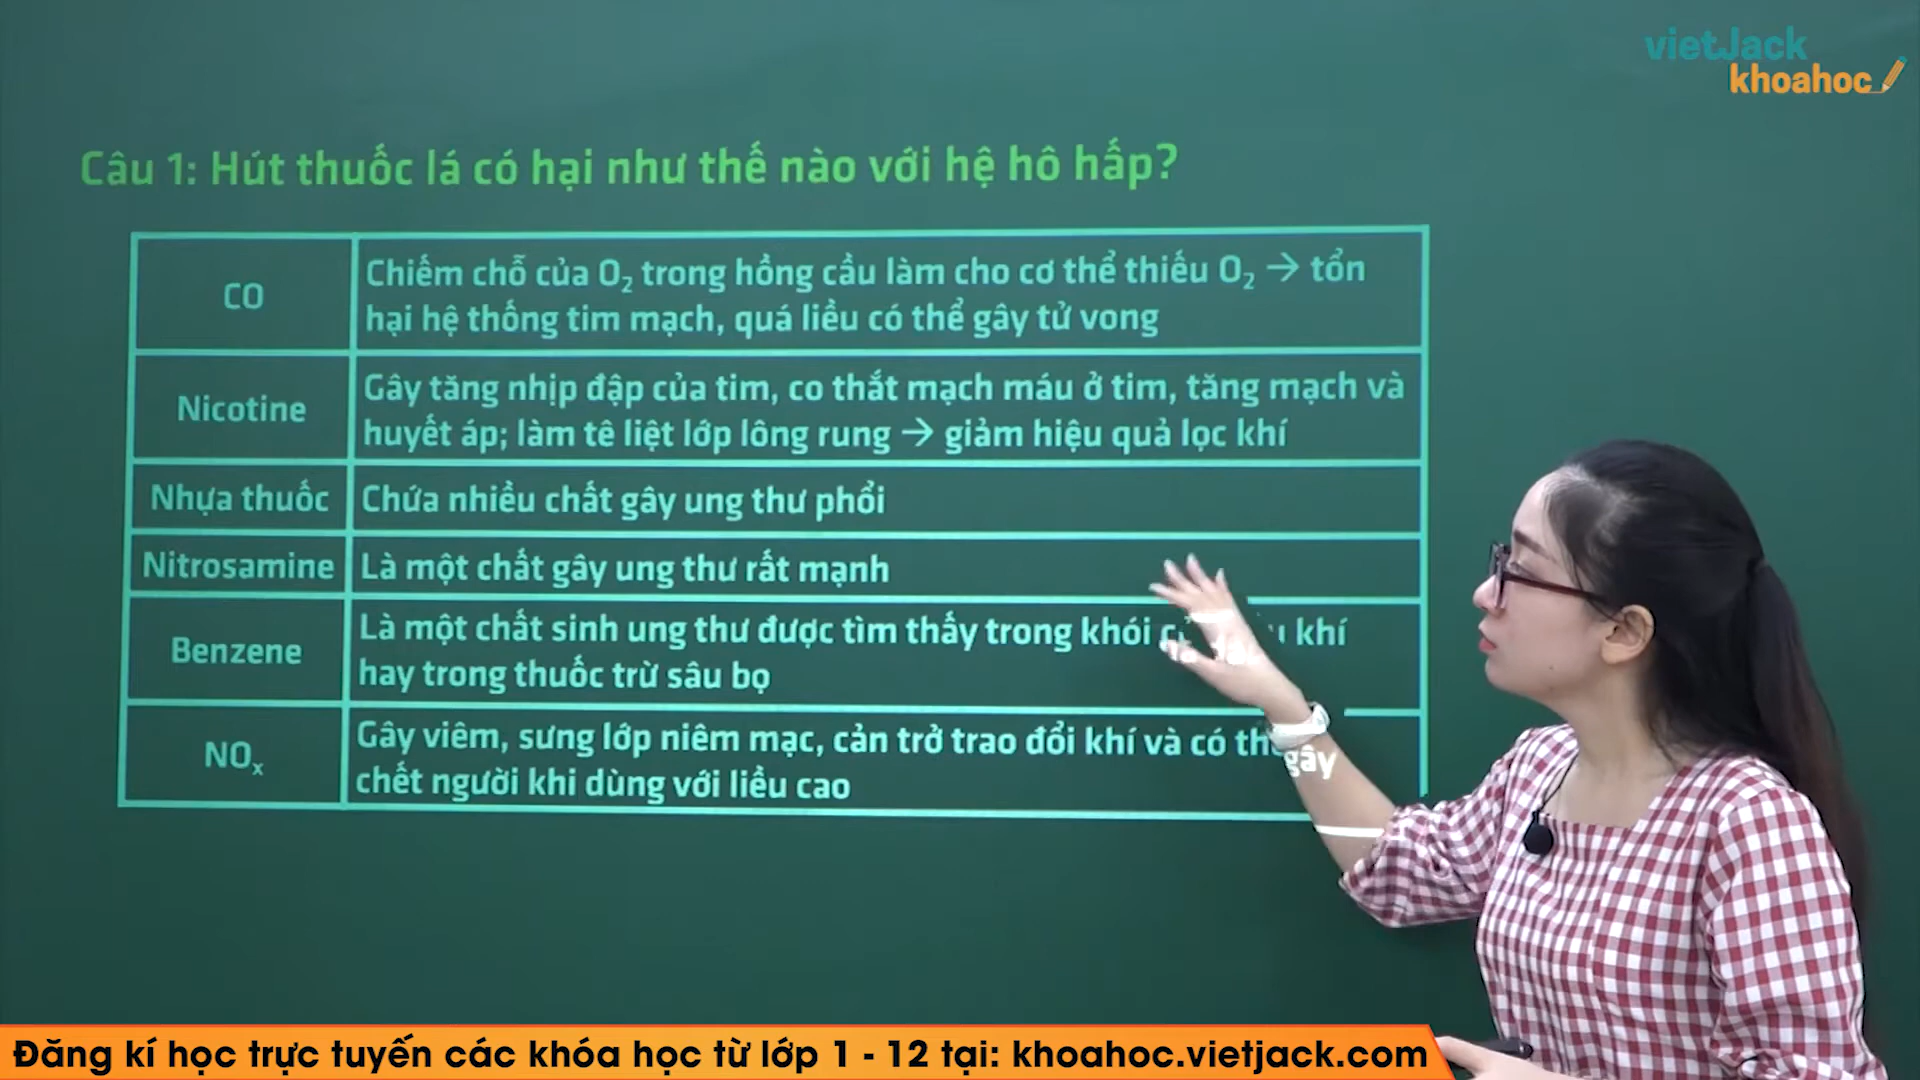 vietJack
khoahoc
Câu 1: Hút thuốc lá có hại như thế nào với hệ hô hấp?
CO
Chiếm chỗ của O₂ trong hồng cầu làm cho cơ thể thiếu O₂ → tổn
hại hệ thống tim mạch, quá liều có thể gây tử vong
Nicotine
Gây tăng nhịp đập của tim, co thắt mạch máu ở tim, tăng mạch và
huyết áp; làm tê liệt lớp lông rung → giảm hiệu quả lọc khí
Nhựa thuốc
Chứa nhiều chất gây ung thư phổi
Nitrosamine
Là một chất gây ung thư rất mạnh
Benzene
Là một chất sinh ung thư được tìm thấy trong khói khí
hay trong thuốc trừ sâu bọ
NOₓ
Gây viêm, sưng lớp niêm mạc, cản trở trao đổi khí và có thể gây
chết người khi dùng với liều cao
Đăng kí học trực tuyến các khóa học từ lớp 1 - 12 tại: khoahoc.vietjack.com